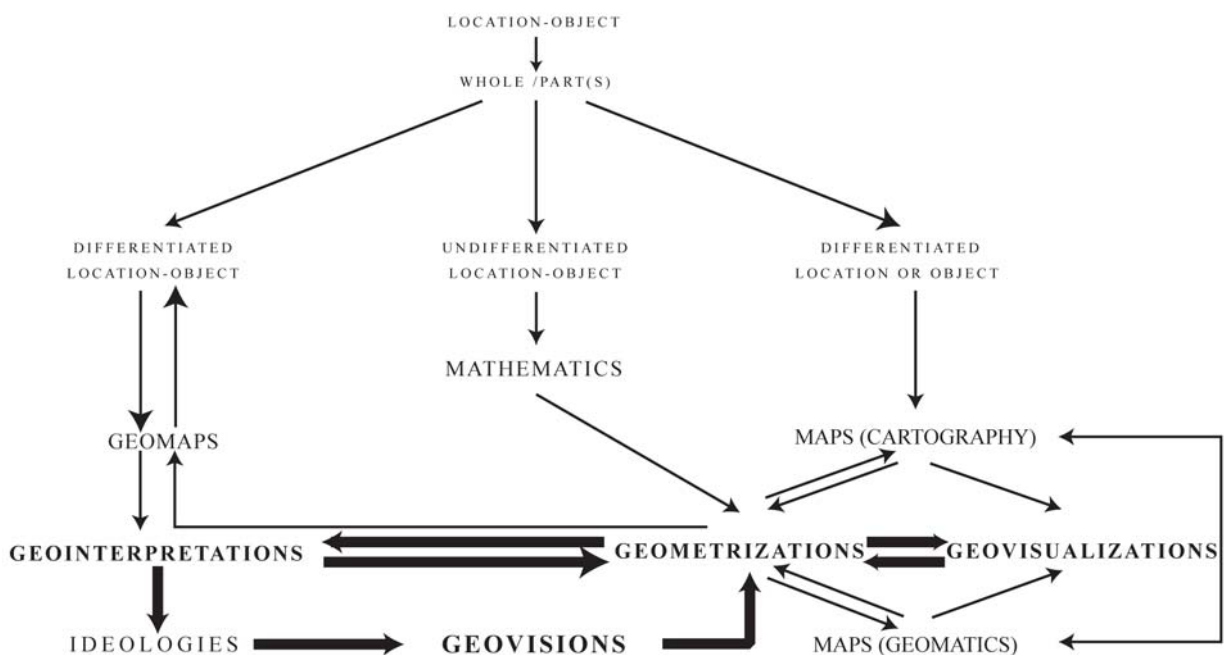 LOCATION-OBJECT
WHOLE /PART(S)
DIFFERENTIATED
LOCATION-OBJECT
UNDIFFERENTIATED
LOCATION-OBJECT
DIFFERENTIATED
LOCATION OR OBJECT
MATHEMATICS
GEOMAPS
MAPS (CARTOGRAPHY)
GEOINTERPRETATIONS
GEOMETRIZATIONS
GEOVISUALIZATIONS
IDEOLOGIES
GEOVISIONS
MAPS (GEOMATICS)